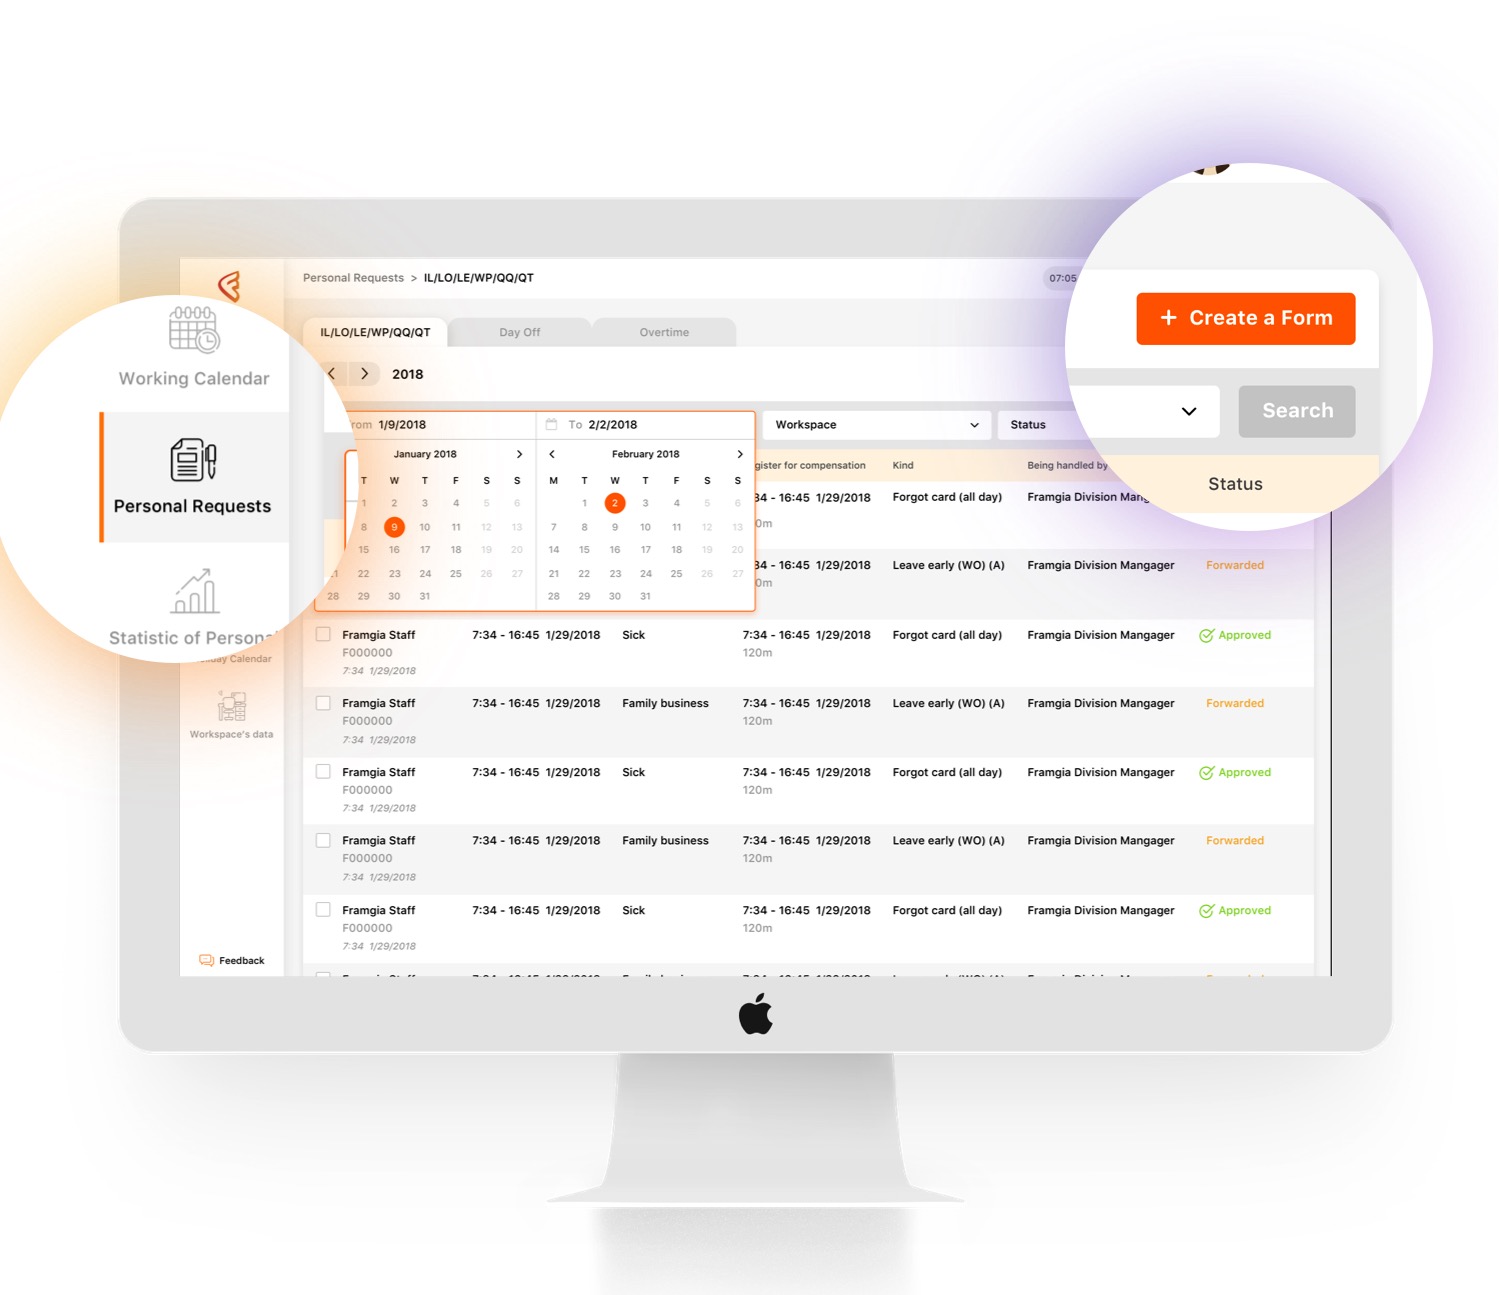 Personal Requests > IL/LO/LE/WP/QQ/QT
07:05
IL/LO/LE/WP/QQ/QT Day Off Overtime
+ Create a Form
2018
Working Calendar
Personal Requests
Statistic of Personal
Calendar
Workspace's data
Feedback
1/9/2018 To 2/2/2018
Workspace Status
Search
January 2018 February 2018
T W T F S S M T W T F S S
1 2 3 4 5 6 1 2 3 4 5 6
8 9 10 11 12 13 7 8 9 10 11 12 13
15 16 17 18 19 20 14 15 16 17 18 19 20
22 23 24 25 26 27 21 22 23 24 25 26 27
28 29 30 31 28 29 30 31
for compensation Kind Being handled by Status
16:45 1/29/2018 Forgot card (all day) Framgia Division
Leave early (WO) (A) Framgia Division Mangager Forwarded
16:45 1/29/2018
Framgia Staff 7:34 - 16:45 1/29/2018 Sick 7:34 - 16:45 1/29/2018 Forgot card (all day) Framgia Division Mangager Approved
F000000 120m
7:34 1/29/2018
Framgia Staff 7:34 - 16:45 1/29/2018 Family business 7:34 - 16:45 1/29/2018 Leave early (WO) (A) Framgia Division Mangager Forwarded
F000000 120m
7:34 1/29/2018
Framgia Staff 7:34 - 16:45 1/29/2018 Sick 7:34 - 16:45 1/29/2018 Forgot card (all day) Framgia Division Mangager Approved
F000000 120m
7:34 1/29/2018
Framgia Staff 7:34 - 16:45 1/29/2018 Family business 7:34 - 16:45 1/29/2018 Leave early (WO) (A) Framgia Division Mangager Forwarded
F000000 120m
7:34 1/29/2018
Framgia Staff 7:34 - 16:45 1/29/2018 Sick 7:34 - 16:45 1/29/2018 Forgot card (all day) Framgia Division Mangager Approved
F000000 120m
7:34 1/29/2018